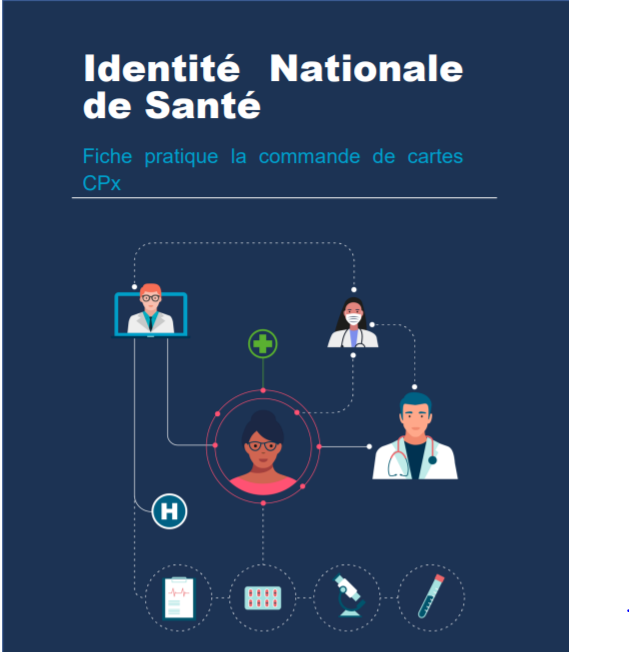 Identité Nationale
de Santé
Fiche pratique la commande de cartes
CPx
H